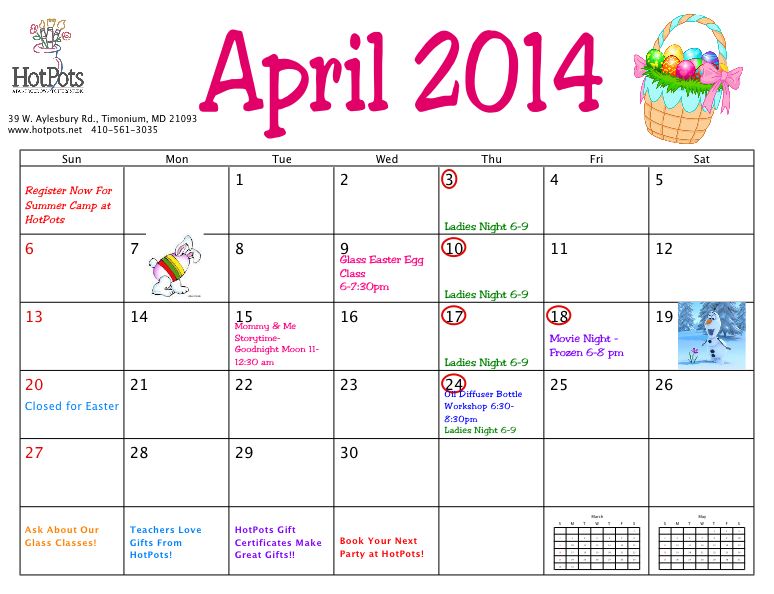 HotPots
April 2014
39 W. Aylesbury Rd., Timonium, MD 21093
www.hotpots.net 410-561-3035
Sun Mon Tue Wed Thu Fri Sat
Register Now For
Summer Camp at
HotPots
1 2 3 4 5
Ladies Night 6-9
6 7 8 9 10 11 12
Glass Easter Egg
Class
6-7:30pm
Ladies Night 6-9
13 14 15 16 17 18 19
Mommy & Me
Storytime-
Goodnight Moon 11-
12:30 am
Ladies Night 6-9
Movie Night -
Frozen 6-8 pm
20 21 22 23 24 25 26
Closed for Easter
Oil Diffuser Bottle
Workshop 6:30-
8:30pm
Ladies Night 6-9
27 28 29 30
Ask About Our
Glass Classes!
Teachers Love
Gifts From
HotPots!
HotPots Gift
Certificates Make
Great Gifts!!
Book Your Next
Party at HotPots!
March
S M T W T F S
May
S M T W T F S